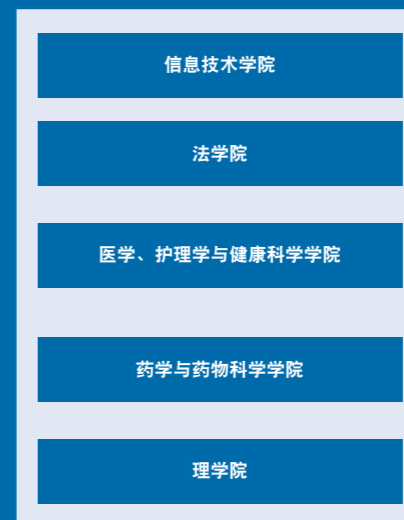 信息技术学院
法学院
医学、护理学与健康科学学院
药学与药物科学学院
理学院